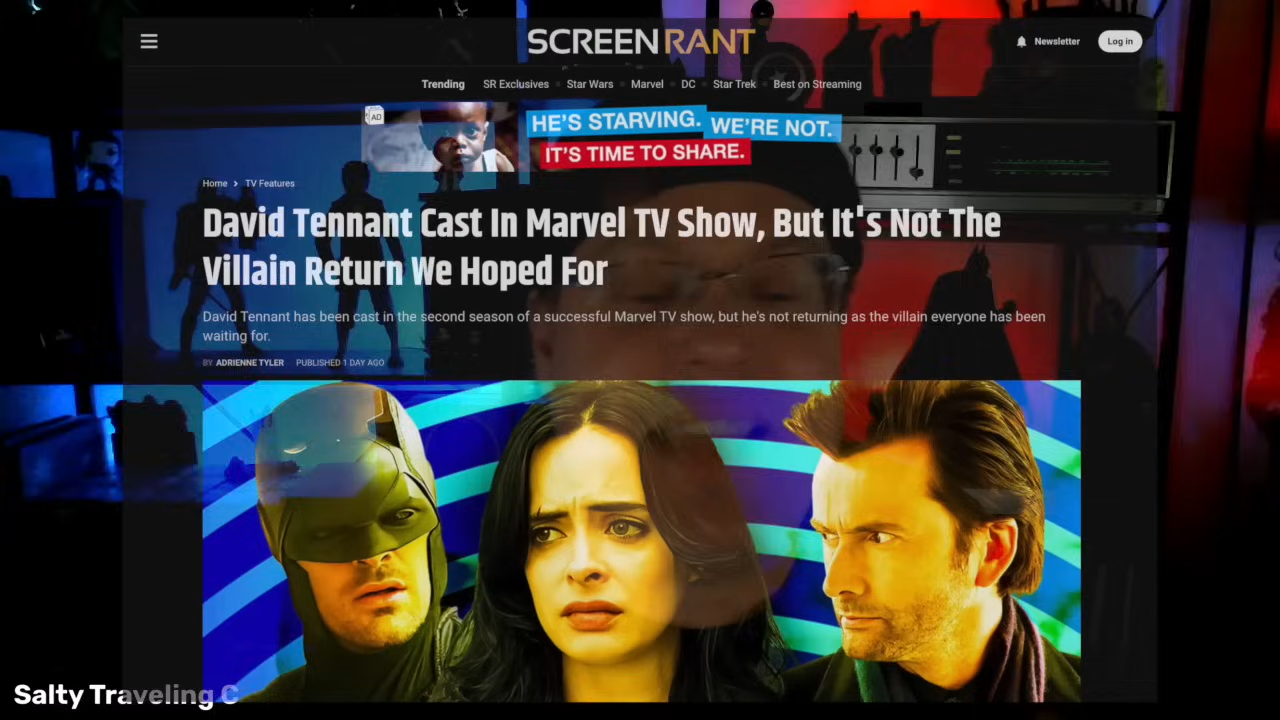 SCREENRANT
Newsletter
Log in
Trending
SR Exclusives
Star Wars
Marvel
DC
Star Trek
Best on Streaming
AD
HE'S STARVING. WE'RE NOT.
IT'S TIME TO SHARE.
Home > TV Features
David Tennant Cast In Marvel TV Show, But It's Not The
Villain Return We Hoped For
David Tennant has been cast in the second season of a successful Marvel TV show, but he's not returning as the villain everyone has been
waiting for.
BY ADRIENNE TYLER PUBLISHED 1 DAY AGO
Salty Traveling C